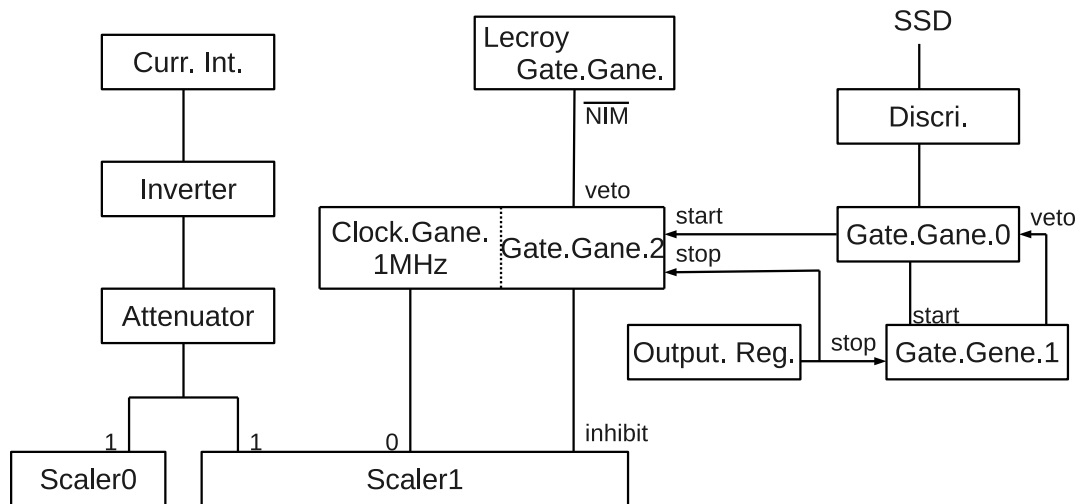 SSD
Lecroy
Gate.Gane.
Curr. Int.
NIM
Discri.
Inverter
veto
Clock.Gane.
1MHz
Gate.Gane.2
start
stop
Gate.Gane.0
veto
Attenuator
start
Output. Reg.
stop
Gate.Gene.1
1
1
0
inhibit
Scaler0
Scaler1